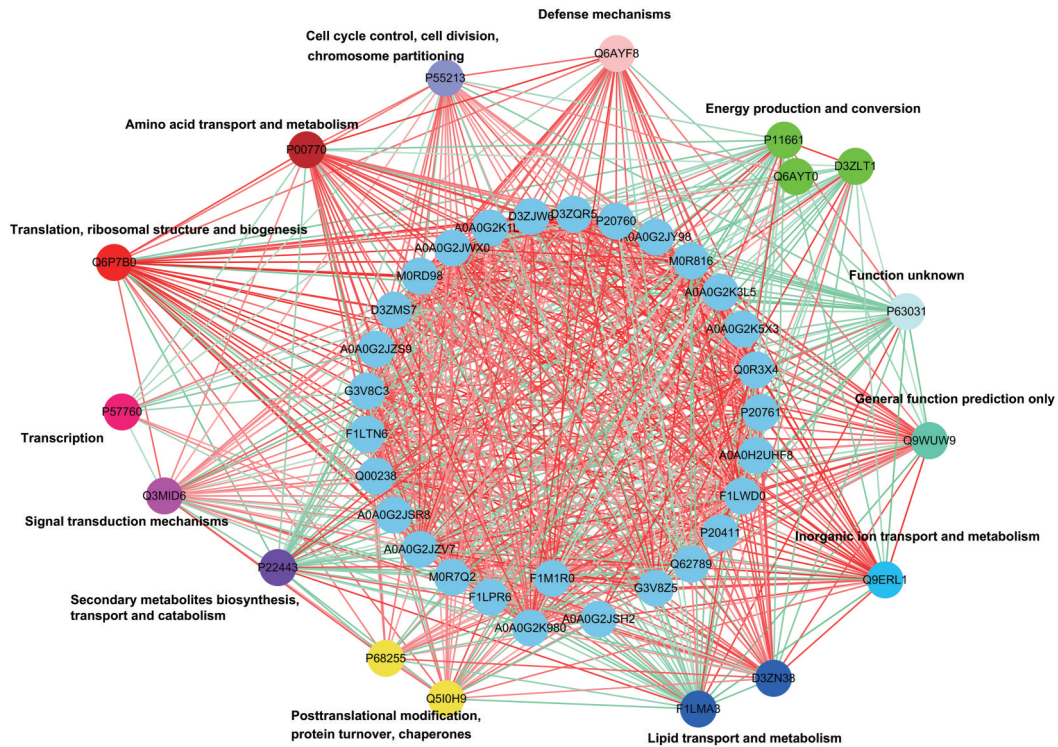 Defense mechanisms
Q6AYF8
Cell cycle control, cell division,
chromosome partitioning
P55213
Energy production and conversion
P11661
D3ZLT1
Q6AYT0
Amino acid transport and metabolism
P00770
D3ZJW6
D3ZQR5
P20760
A0A0G2K1L
A0A0G2JY98
A0A0G2JWX0
M0R816
Translation, ribosomal structure and biogenesis
Q6P7B0
M0RD98
A0A0G2K3L5
Function unknown
P63031
D3ZMS7
A0A0G2K5X3
A0A0G2JZS9
Q0R3X4
G3V8C3
General function prediction only
P57760
P20761
Transcription
F1LTN6
Q9WUW9
A0A0H2UHF8
Q00238
Q3MID6
F1LWD0
Signal transduction mechanisms
A0A0G2JSR8
P20411
Inorganic ion transport and metabolism
A0A0G2JZV7
P22443
Q62789
M0R7Q2
F1M1R0
G3V8Z5
Q9ERL1
Secondary metabolites biosynthesis,
transport and catabolism
F1LPR6
A0A0G2JSH2
A0A0G2K980
P68255
D3ZN38
Q5I0H9
F1LMA3
Posttranslational modification,
protein turnover, chaperones
Lipid transport and metabolism